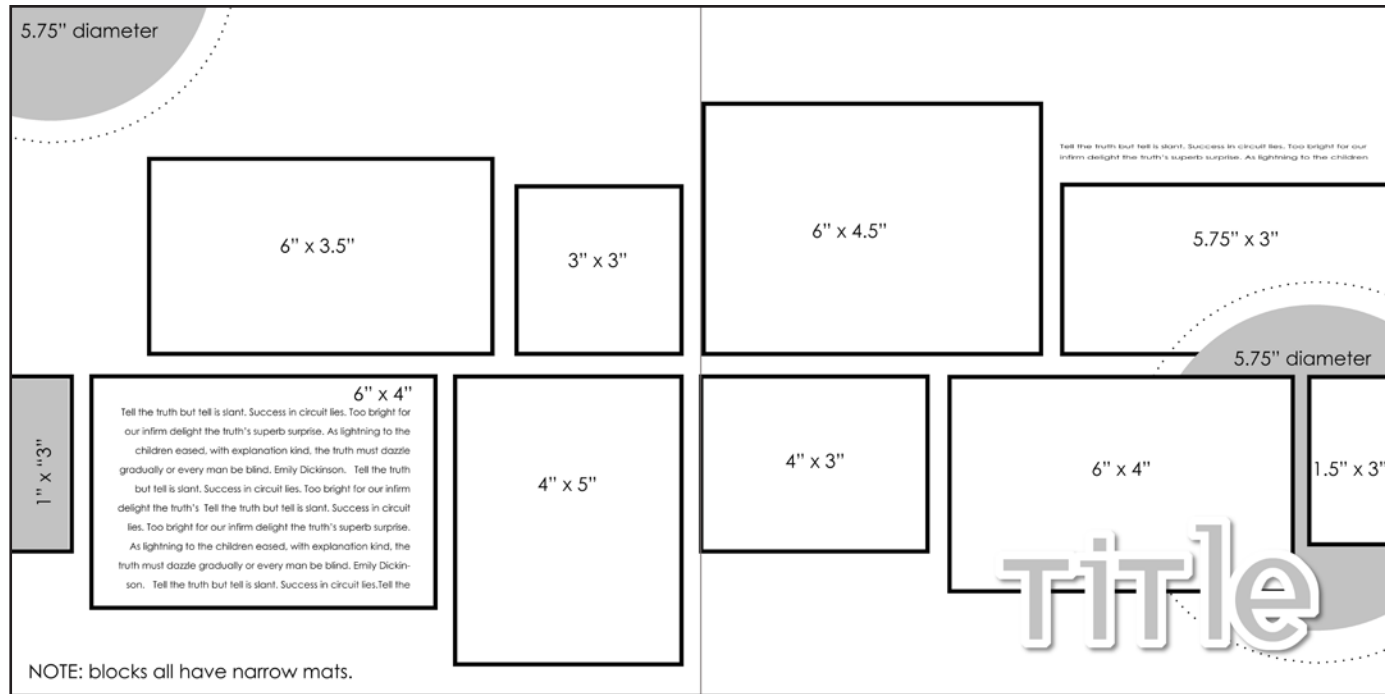 5.75” diameter
6” x 3.5”
3” x 3”
6” x 4.5”
Tell the truth but tell is slant. Success in circuit lies. Too bright for our
infirm delight the truth’s superb surprise. As lightning to the children
5.75” x 3”
5.75” diameter
1” x “3”
6” x 4”
Tell the truth but tell is slant. Success in circuit lies. Too bright for
our infirm delight the truth’s superb surprise. As lightning to the
children eased, with explanation kind, the truth must dazzle
gradually or every man be blind. Emily Dickinson.   Tell the truth
but tell is slant. Success in circuit lies. Too bright for our infirm
delight the truth’s  Tell the truth but tell is slant. Success in circuit
lies. Too bright for our infirm delight the truth’s superb surprise.
As lightning to the children eased, with explanation kind, the
truth must dazzle gradually or every man be blind. Emily Dickin-
son.   Tell the truth but tell is slant. Success in circuit lies.Tell the
4” x 5”
4” x 3”
6” x 4”
1.5” x 3”
TiTle
NOTE: blocks all have narrow mats.